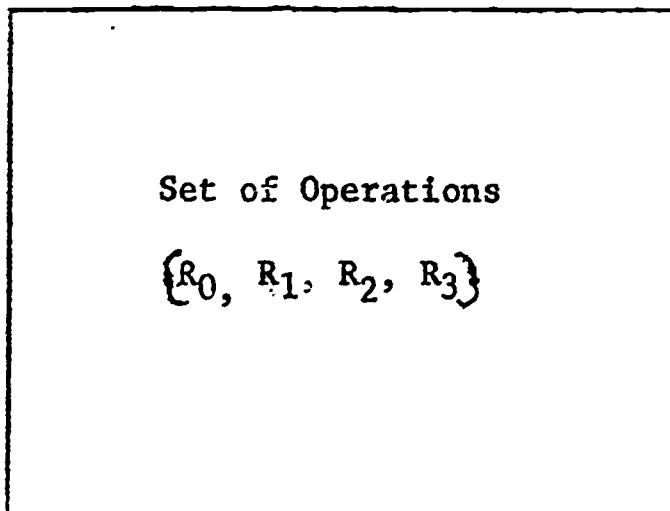 Set of Operations
{R0, R1, R2, R3}